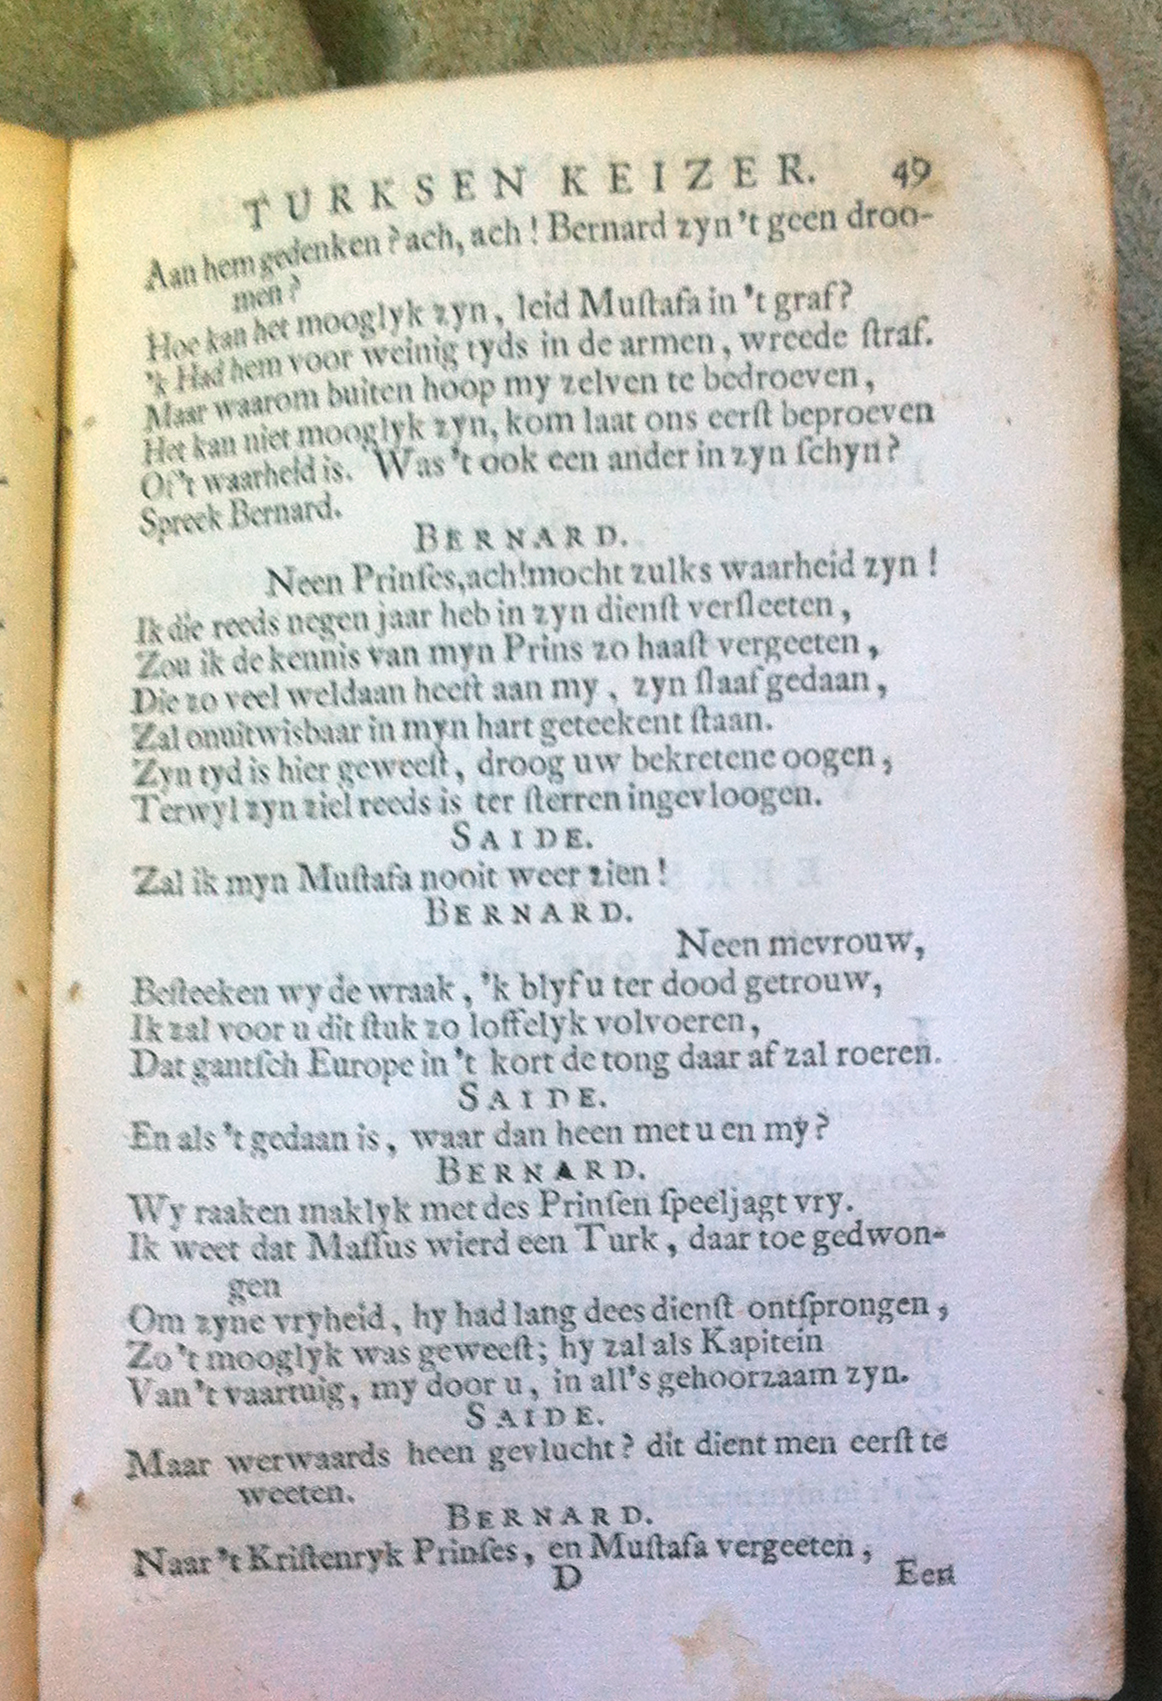 TURKSEN KEIZER. 49
Aan hem gedenken? ach, ach! Bernard zyn 't geen droo-
men?
Hoe kan het mooglyk zyn, leid Muſtafa in 't graf?
'k Had hem voor weinig tyds in de armen, wreede ſtraf.
Maar waarom buiten hoop my zelven te bedroeven,
Het kan niet mooglyk zyn, kom laat ons eerſt beproeven
Of't waarheid is. Was 't ook een ander in zyn ſchyn?
Spreek Bernard.
BERNARD.
Neen Prinſes, ach! mocht zulks waarheid zyn!
Ik die reeds negen jaar heb in zyn dienſt verſleeten,
Zou ik de kennis van myn Prins zo haaſt vergeeten,
Die zo veel weldaan heeft aan my, zyn ſlaaf gedaan,
Zal onuitwisbaar in myn hart geteekent ſtaan.
Zyn tyd is hier geweeſt, droog uw bekretene oogen,
Terwyl zyn ziel reeds is ter ſterren ingevloogen.
SAIDE.
Zal ik myn Muſtafa nooit weer zien!
BERNARD.
Neen mevrouw,
Beſteeken wy de wraak, 'k blyf u ter dood getrouw,
Ik zal voor u dit ſtuk zo loffelyk volvoeren,
Dat gantſch Europe in 't kort de tong daar af zal roeren.
SAIDE.
En als 't gedaan is, waar dan heen met u en my?
BERNARD.
Wy raaken maklyk met des Prinſen ſpeeljagt vry.
Ik weet dat Maſſus wierd een Turk, daar toe gedwon-
gen
Om zyne vryheid, hy had lang dees dienſt ontſprongen,
Zo 't mooglyk was geweeſt; hy zal als Kapitein
Van 't vaartuig, my door u, in all's gehoorzaam zyn.
SAIDE.
Maar werwaards heen gevlucht? dit dient men eerſt te
weeten.
BERNARD.
Naar 't Kriſtenryk Prinſes, en Muſtafa vergeeten,
D Een